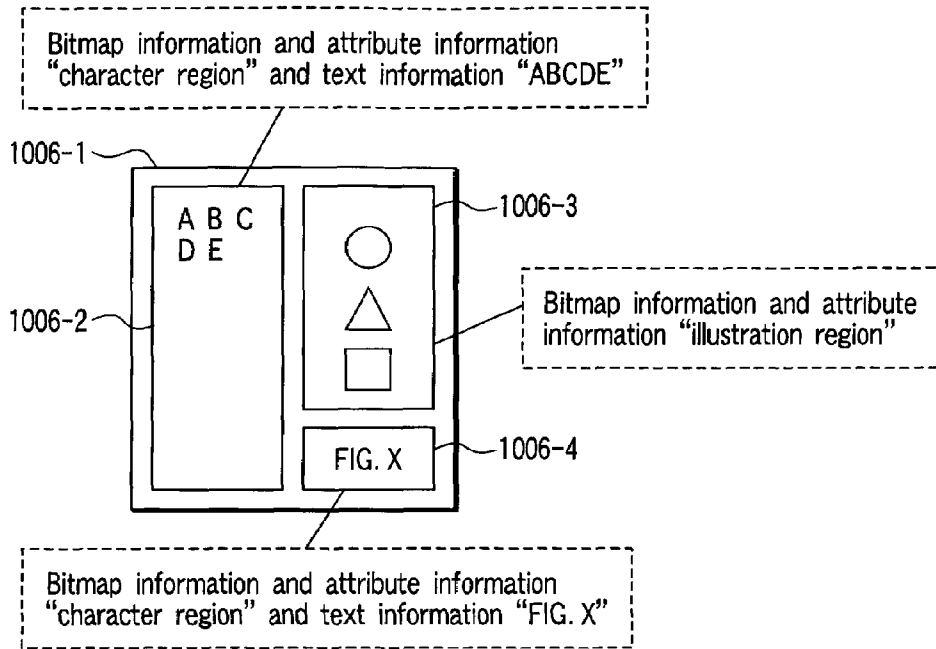 Bitmap information and attribute information
“character region” and text information “ABCDE”
1006-1
A B C
D E
1006-3
1006-2
Bitmap information and attribute
information “illustration region”
FIG. X
1006-4
Bitmap information and attribute information
“character region” and text information “FIG. X”